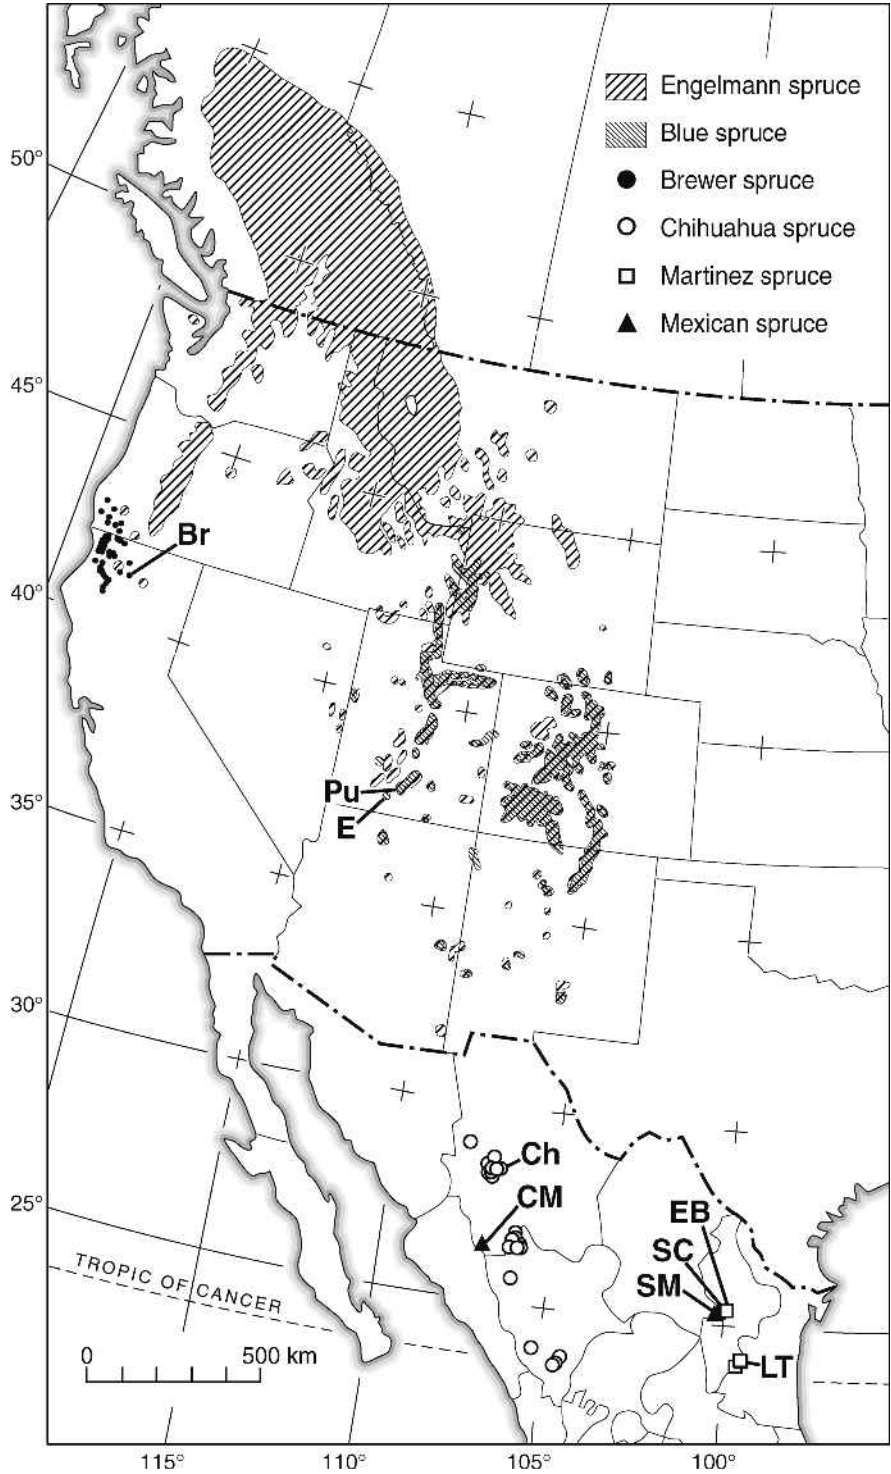 Engelmann spruce
Blue spruce
Brewer spruce
Chihuahua spruce
Martinez spruce
Mexican spruce
50°
45°
40°
35°
30°
25°
Br
Pu
E
Ch
CM
EB
SC
SM
LT
TROPIC OF CANCER
0 500 km
115° 110° 105° 100°